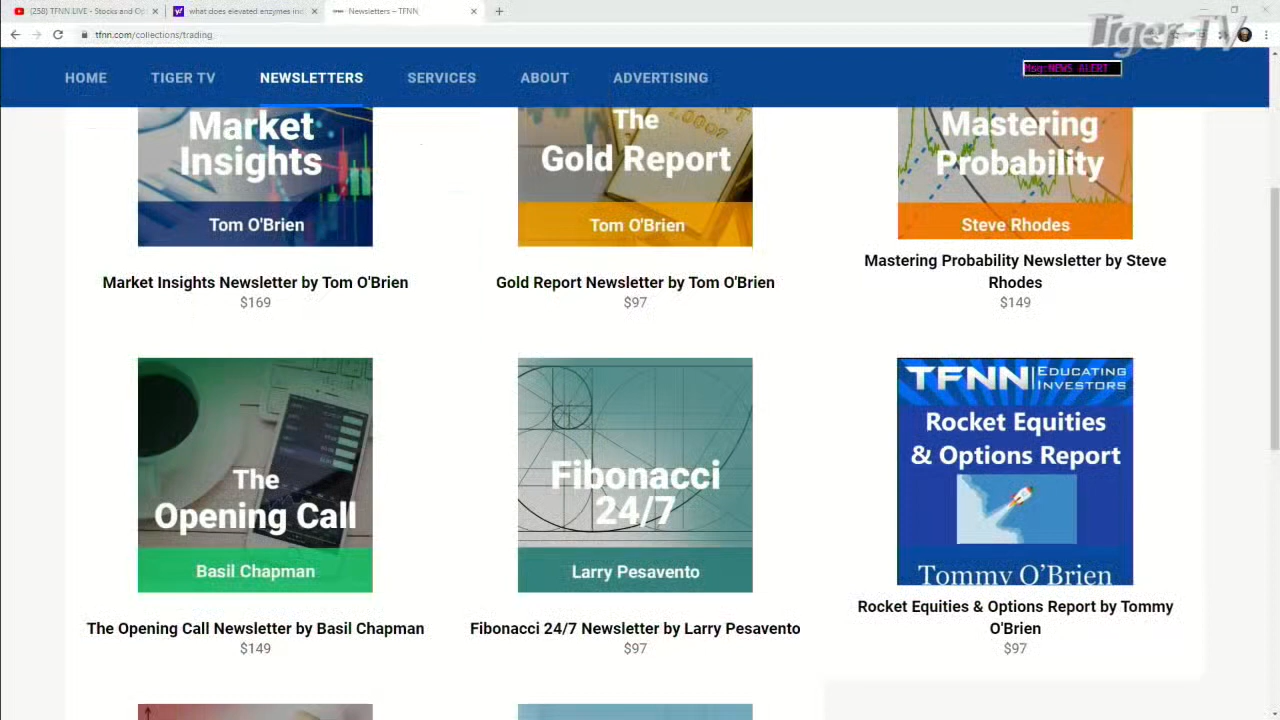 (258) TFNN LIVE - Stocks and Op
what does elevated enzymes ind
Newsletters – TFNN
tfnn.com/collections/trading
Tiger TV
HOME
TIGER TV
NEWSLETTERS
SERVICES
ABOUT
ADVERTISING
Msg:NEWS ALERT
Market
Insights
Tom O'Brien
The
Gold Report
Tom O'Brien
Mastering
Probability
Steve Rhodes
Market Insights Newsletter by Tom O'Brien
$169
Gold Report Newsletter by Tom O'Brien
$97
Mastering Probability Newsletter by Steve
Rhodes
$149
The
Opening Call
Basil Chapman
Fibonacci
24/7
Larry Pesavento
TFNN EDUCATING
INVESTORS
Rocket Equities
& Options Report
Tommy O'Brien
The Opening Call Newsletter by Basil Chapman
$149
Fibonacci 24/7 Newsletter by Larry Pesavento
$97
Rocket Equities & Options Report by Tommy
O'Brien
$97